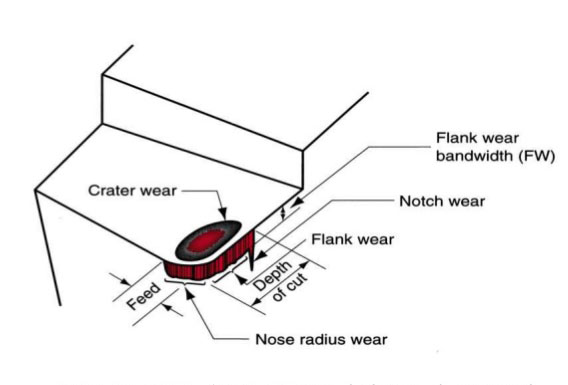 Flank wear
bandwidth (FW)
Crater wear
Notch wear
Flank wear
Depth
of cut
Feed
Nose radius wear